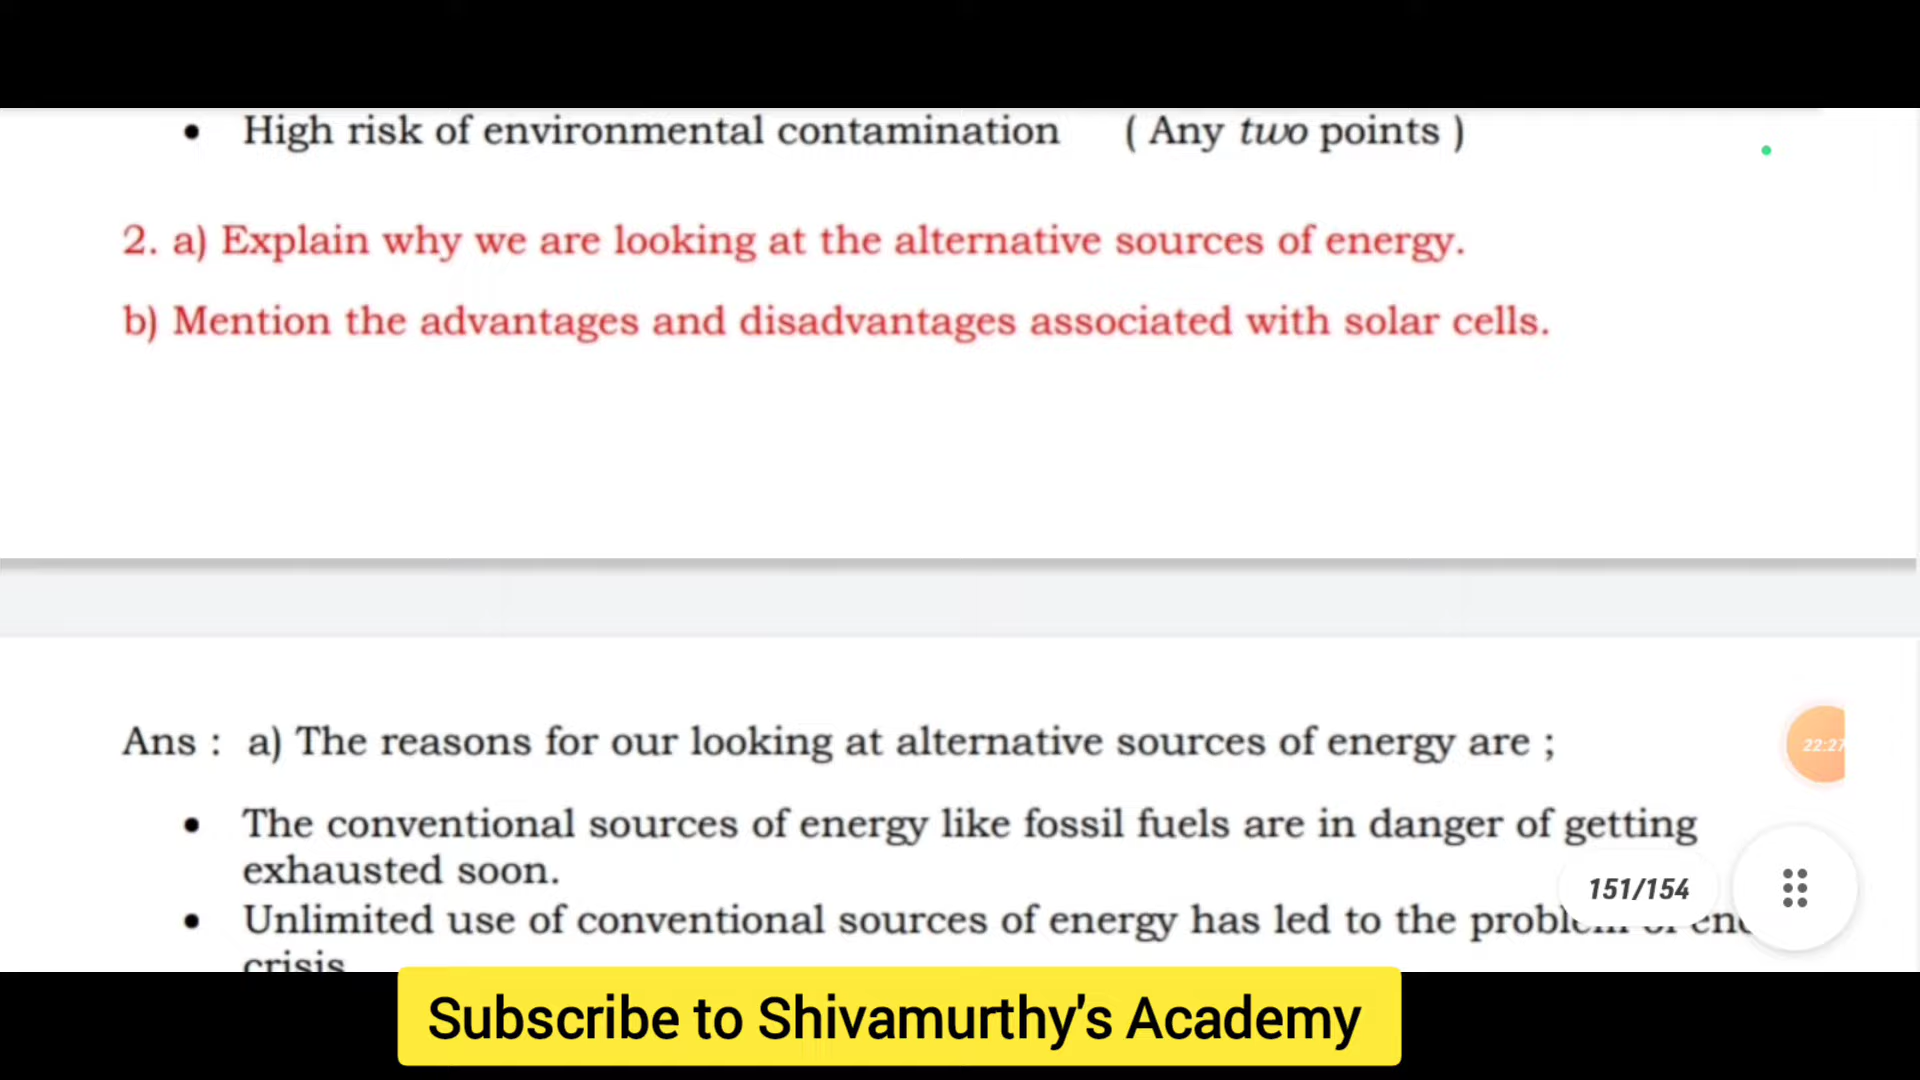 • High risk of environmental contamination ( Any two points )
2. a) Explain why we are looking at the alternative sources of energy.
b) Mention the advantages and disadvantages associated with solar cells.
Ans : a) The reasons for our looking at alternative sources of energy are ;
22:27
• The conventional sources of energy like fossil fuels are in danger of getting
exhausted soon.
151/154
• Unlimited use of conventional sources of energy has led to the
crisis
Subscribe to Shivamurthy's Academy